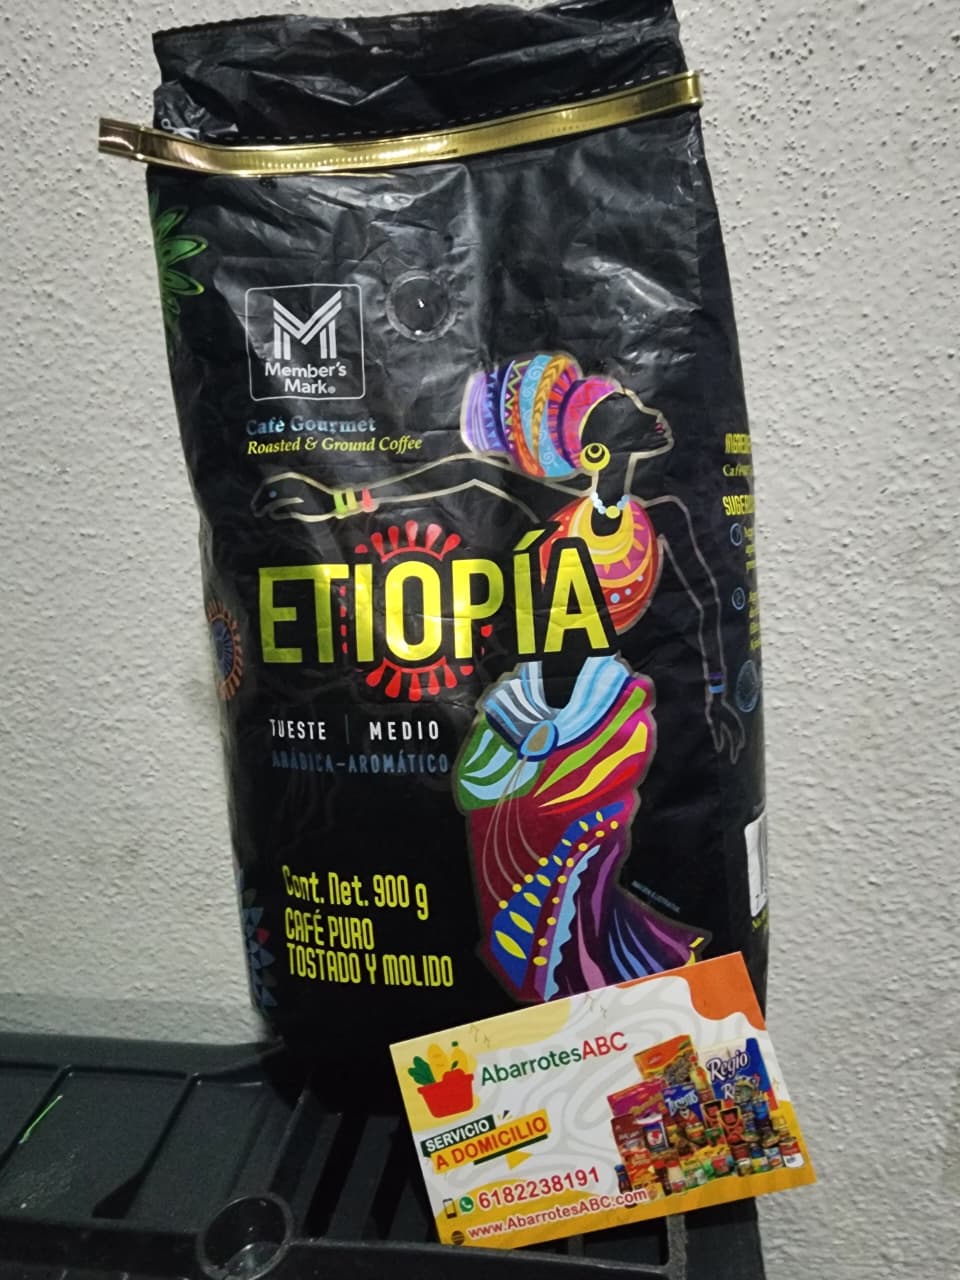 M
Member's
Mark®
Café Gourmet
Roasted & Ground Coffee
ETIOPÍA
TUESTE | MEDIO
ARÁBICA-AROMÁTICO
Cont. Net. 900 g
CAFÉ PURO
TOSTADO Y MOLIDO
AbarrotesABC
SERVICIO
A DOMICILIO
6182238191
www.AbarrotesABC.com
Regio